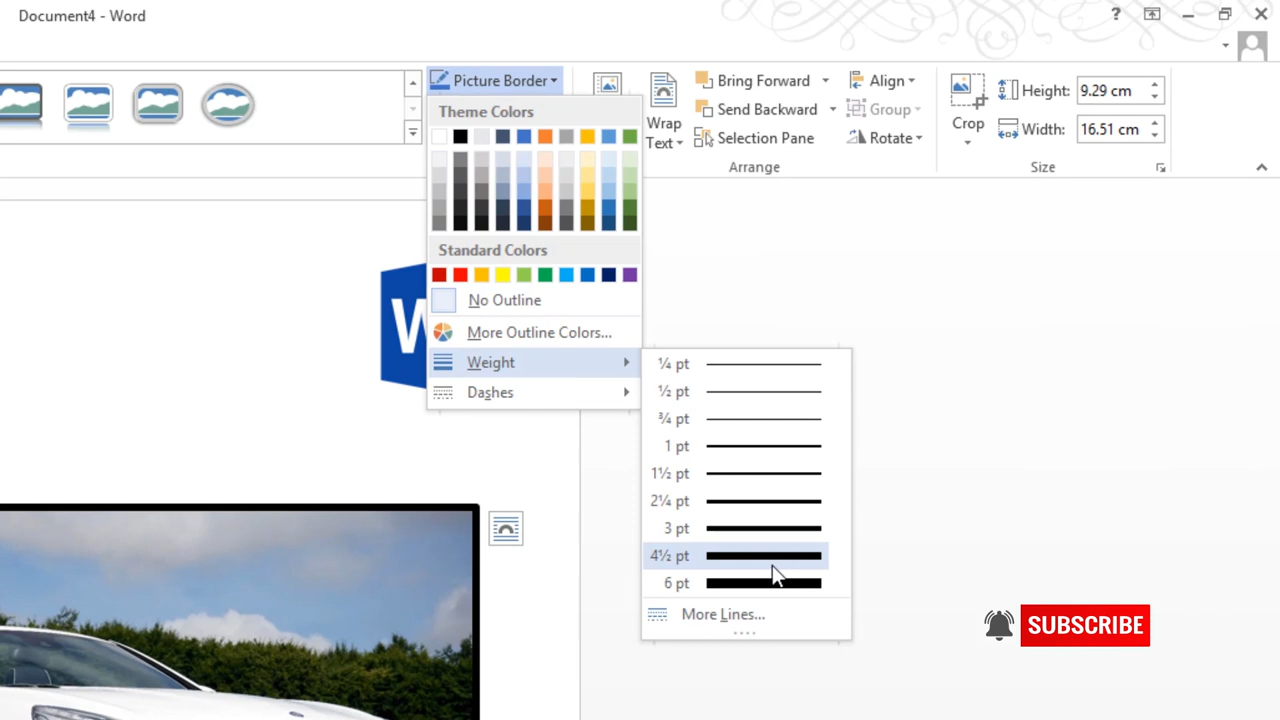 Document4 - Word
?
Picture Border
Bring Forward
Align
Height: 9.29 cm
Send Backward
Group
Wrap
Text
Crop
Width: 16.51 cm
Selection Pane
Rotate
Arrange
Size
Theme Colors
Standard Colors
No Outline
More Outline Colors...
Weight
Dashes
W
¼ pt
½ pt
¾ pt
1 pt
1½ pt
2¼ pt
3 pt
4½ pt
6 pt
More Lines...
SUBSCRIBE